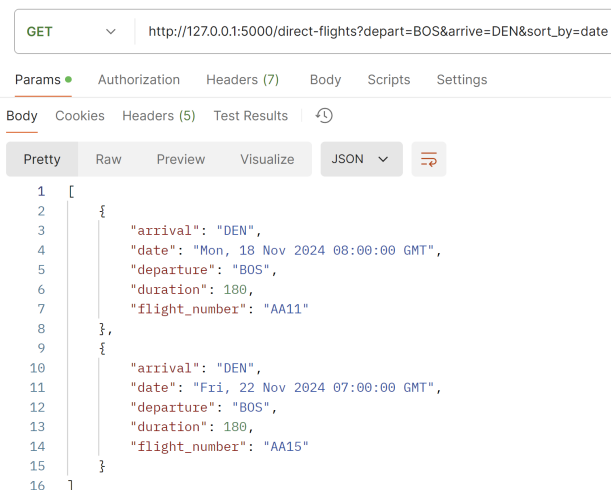 GET http://127.0.0.1:5000/direct-flights?depart=BOS&arrive=DEN&sort_by=date
Params Authorization Headers (7) Body Scripts Settings
Body Cookies Headers (5) Test Results
Pretty Raw Preview Visualize JSON
1 [
2 {
3 "arrival": "DEN",
4 "date": "Mon, 18 Nov 2024 08:00:00 GMT",
5 "departure": "BOS",
6 "duration": 180,
7 "flight_number": "AA11"
8 },
9 {
10 "arrival": "DEN",
11 "date": "Fri, 22 Nov 2024 07:00:00 GMT",
12 "departure": "BOS",
13 "duration": 180,
14 "flight_number": "AA15"
15 }
16 ]